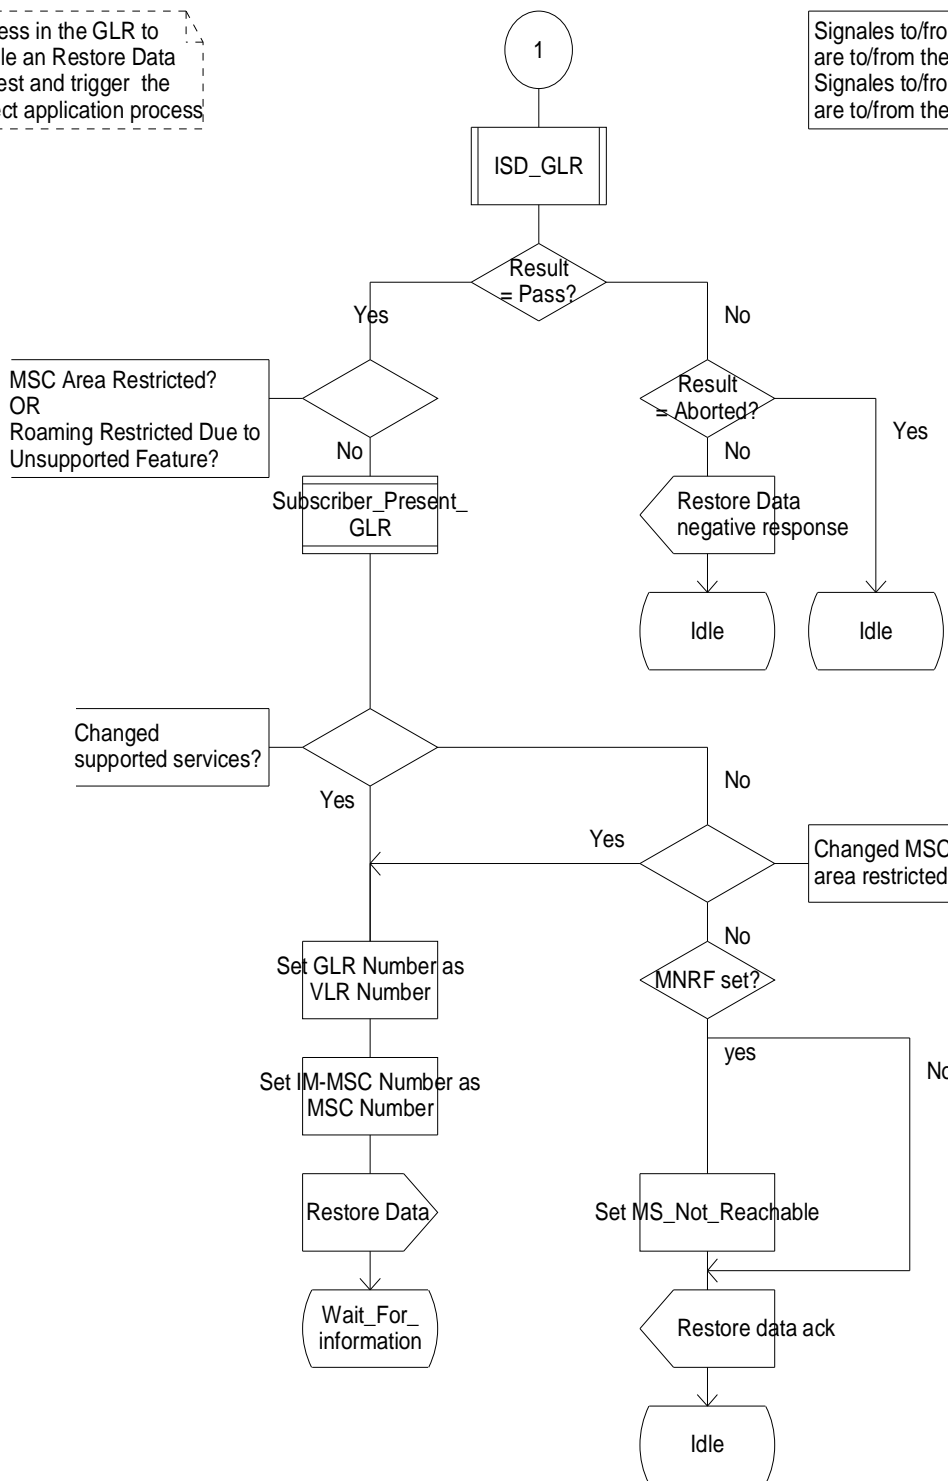 ess in the GLR to
le an Restore Data
est and trigger the
ct application process
1
Signales to/fro
are to/from the
Signales to/fro
are to/from the
ISD_GLR
Result
= Pass?
Yes
No
MSC Area Restricted?
OR
Roaming Restricted Due to
Unsupported Feature?
Result
= Aborted?
Yes
No
No
Subscriber_Present_
GLR
Restore Data
negative response
Idle
Idle
Changed
supported services?
Yes
No
Yes
Changed MSC
area restricted
No
MNRF set?
Set GLR Number as
VLR Number
yes
No
Set IM-MSC Number as
MSC Number
Restore Data
Set MS_Not_Reachable
Wait_For_
information
Restore data ack
Idle